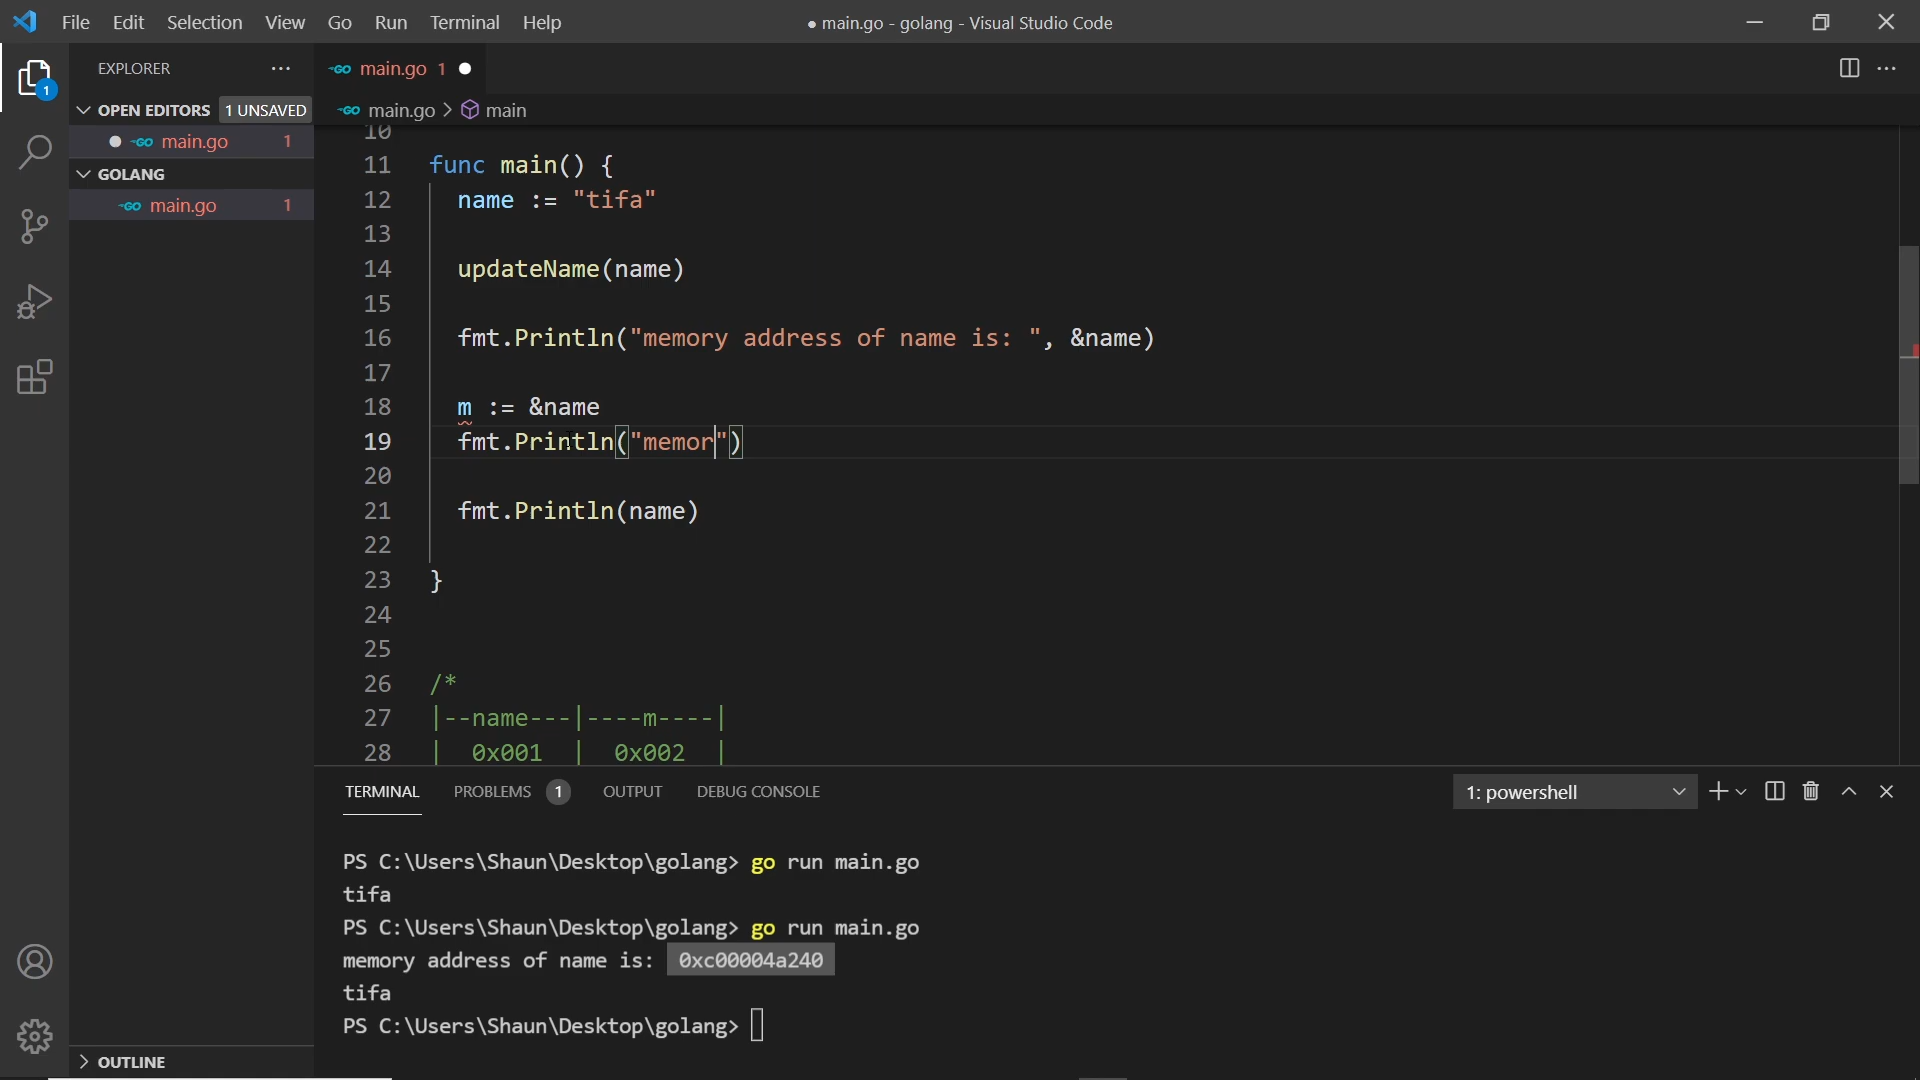 File Edit Selection View Go Run Terminal Help
● main.go - golang - Visual Studio Code
EXPLORER
OPEN EDITORS 1 UNSAVED
main.go 1
GOLANG
main.go 1
OUTLINE
1
GO main.go 1
GO main.go > main
10
11 func main() {
12 name := "tifa"
13
14 updateName(name)
15
16 fmt.Println("memory address of name is: ", &name)
17
18 m := &name
19 fmt.Println("memor")
20
21 fmt.Println(name)
22
23 }
24
25
26 /*
27 |--name---|----m----|
28 | 0x001 | 0x002 |
TERMINAL PROBLEMS 1 OUTPUT DEBUG CONSOLE
1: powershell
PS C:\Users\Shaun\Desktop\golang> go run main.go
tifa
PS C:\Users\Shaun\Desktop\golang> go run main.go
memory address of name is: 0xc00004a240
tifa
PS C:\Users\Shaun\Desktop\golang>